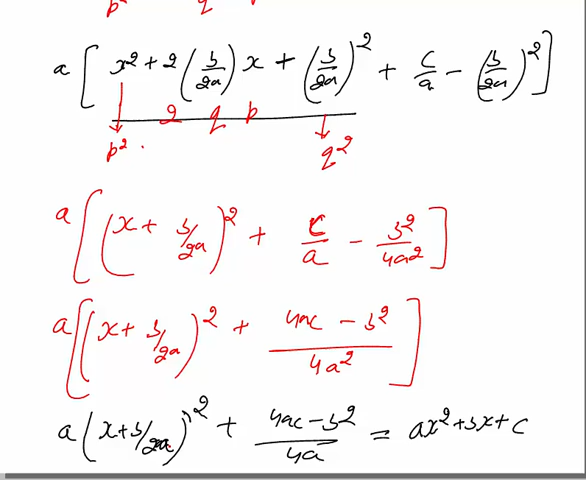 p² q p
a [ x² + 2 (b/2a) x + (b/2a)² + c/a - (b/2a)² ]
2 q p
p² . q²
a [ (x + b/2a)² + c/a - b²/4a² ]
a [ (x + b/2a)² + (4ac - b²)/4a² ]
a (x + b/2a)² + (4ac - b²)/4a = ax² + bx + c